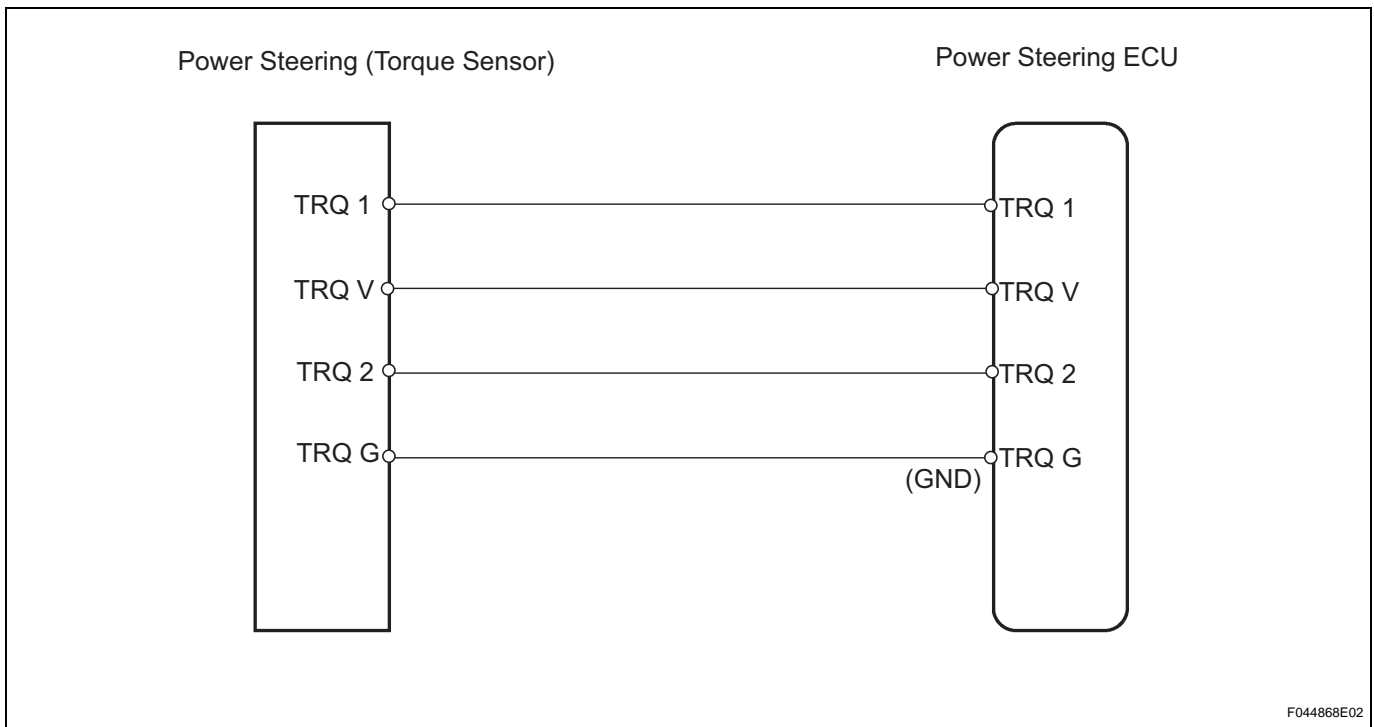 Power Steering (Torque Sensor)
Power Steering ECU
TRQ 1
TRQ 1
TRQ V
TRQ V
TRQ 2
TRQ 2
TRQ G
TRQ G
(GND)
F044868E02